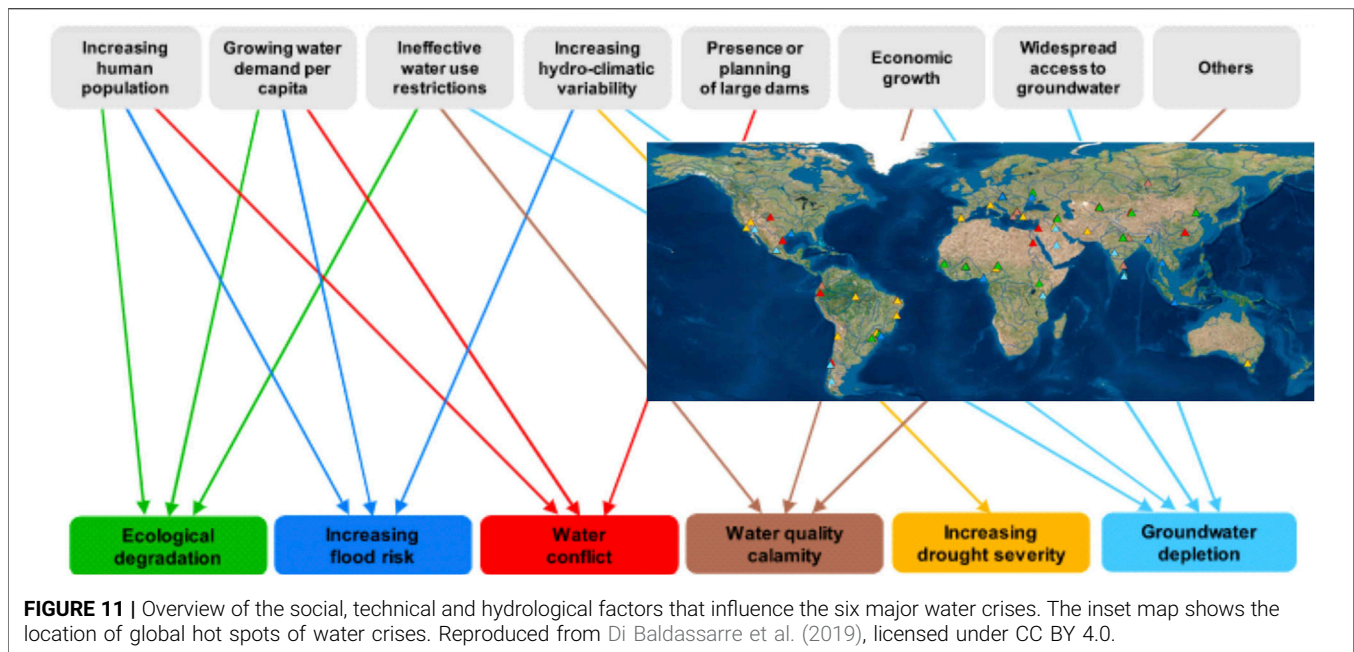 Increasing
human
population
Growing water
demand per
capita
Ineffective
water use
restrictions
Increasing
hydro-climatic
variability
Presence or
planning
of large dams
Economic
growth
Widespread
access to
groundwater
Others
Ecological
degradation
Increasing
flood risk
Water
conflict
Water quality
calamity
Increasing
drought severity
Groundwater
depletion
FIGURE 11 | Overview of the social, technical and hydrological factors that influence the six major water crises. The inset map shows the
location of global hot spots of water crises. Reproduced from Di Baldassarre et al. (2019), licensed under CC BY 4.0.